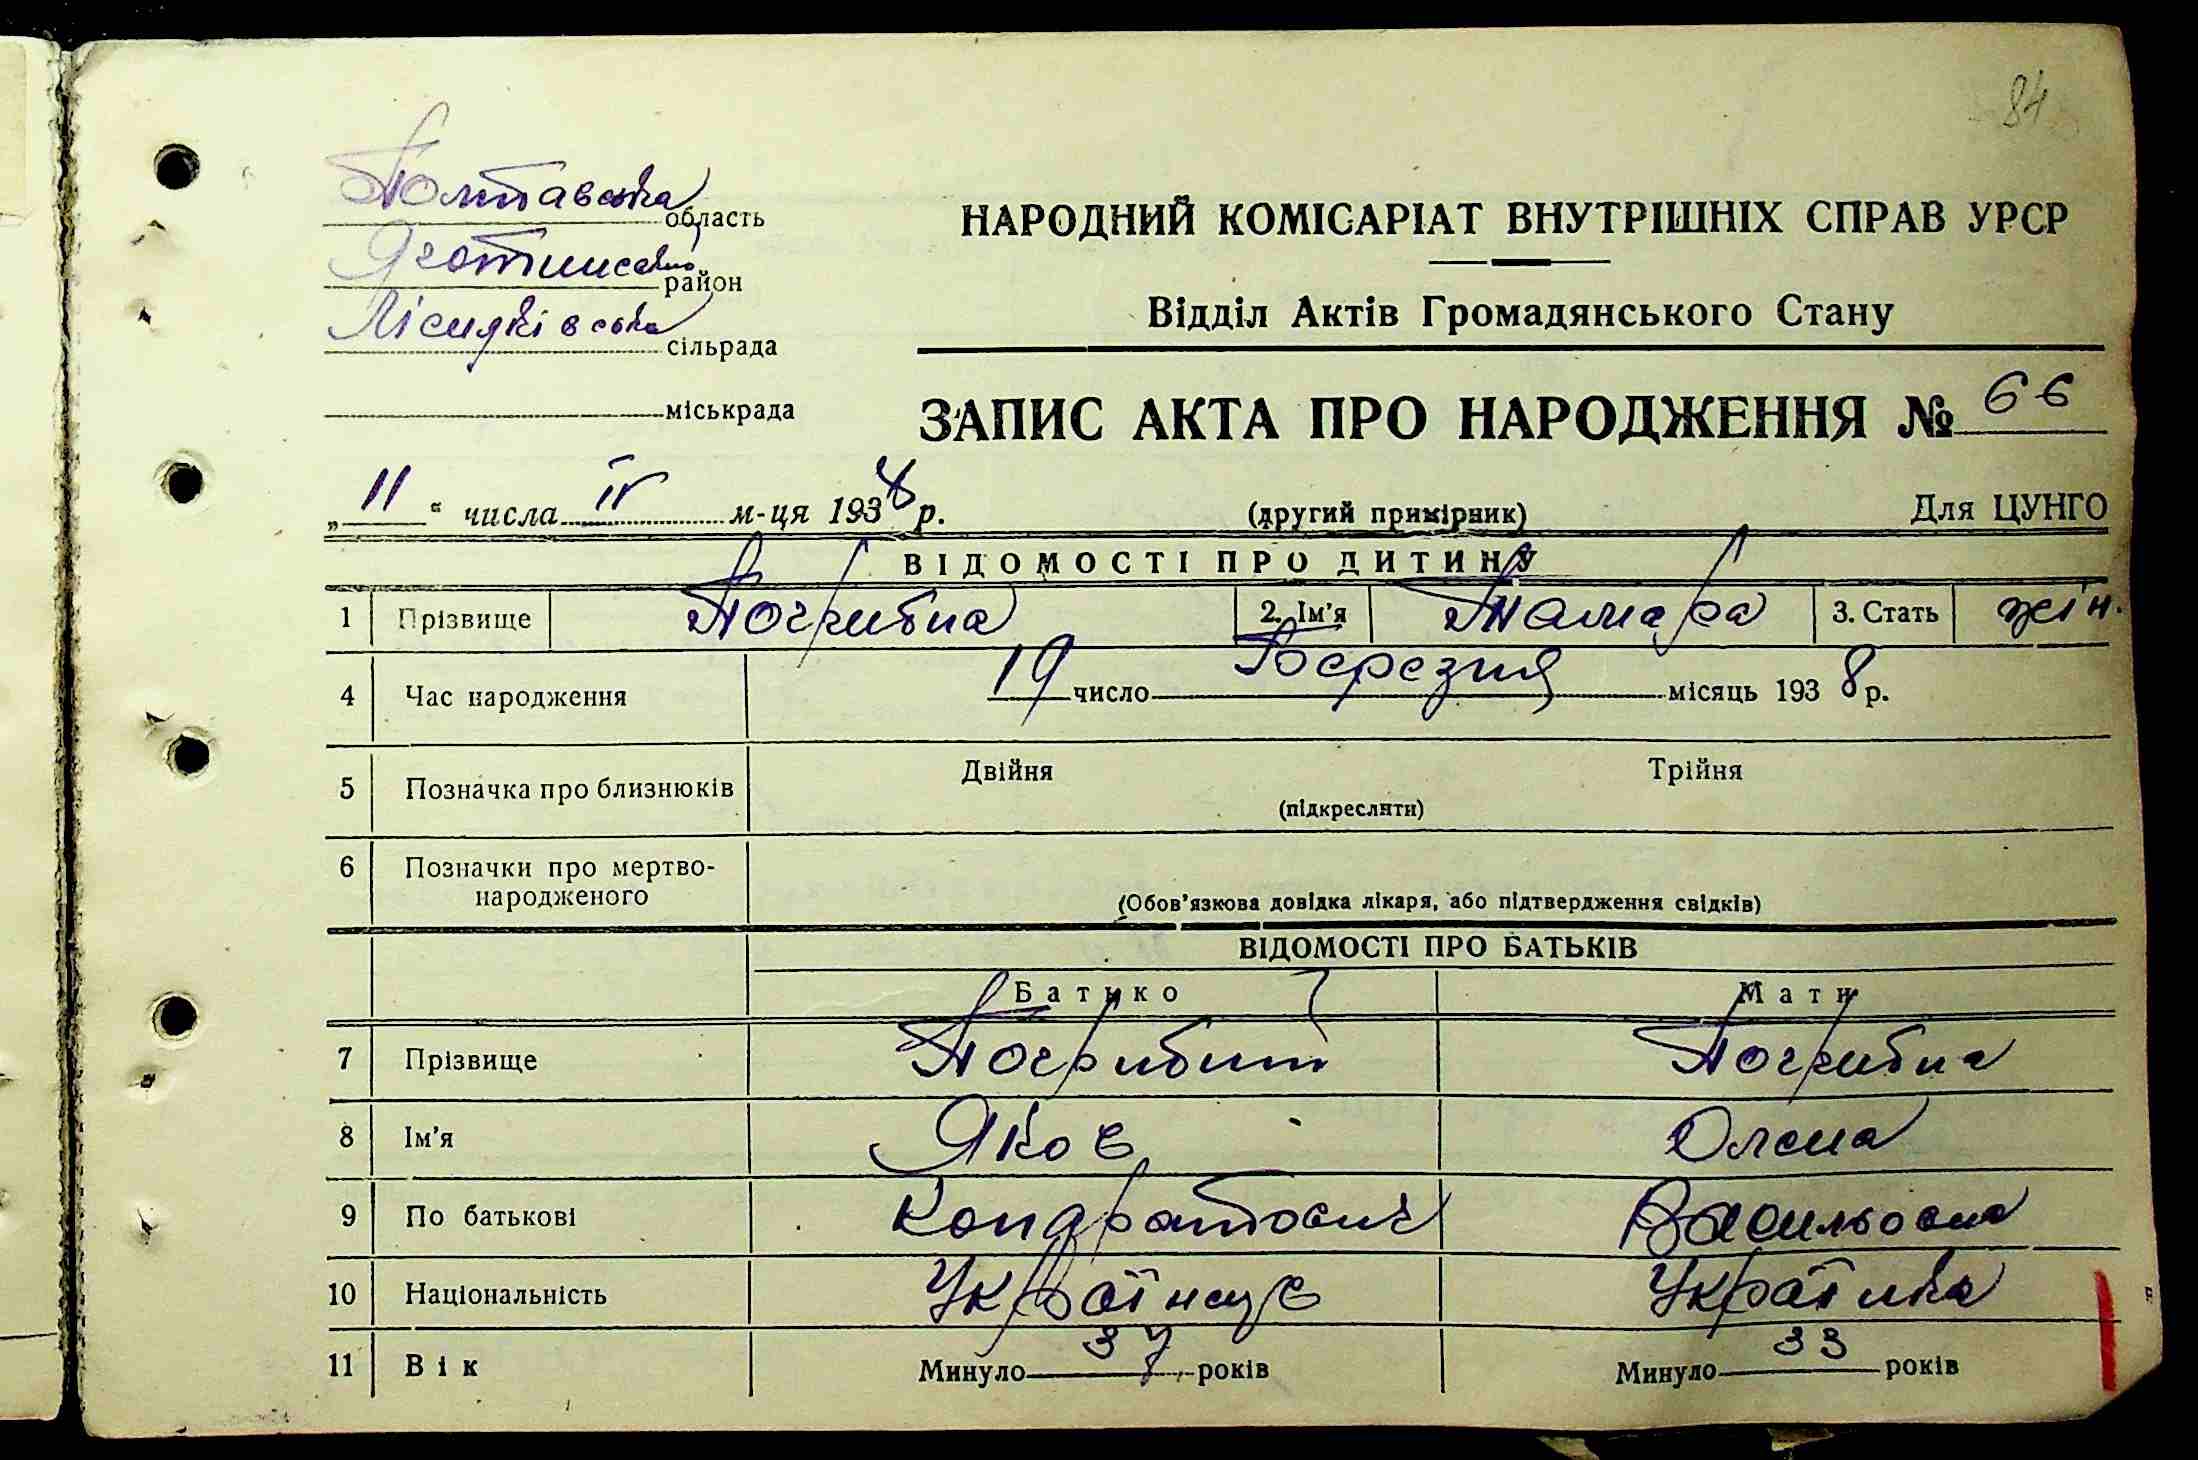 84
Полтавська область
Яготинський район
Лісняківська сільрада
міськрада
НАРОДНИЙ КОМІСАРІАТ ВНУТРІШНІХ СПРАВ УРСР
Відділ Актів Громадянського Стану
ЗАПИС АКТА ПРО НАРОДЖЕННЯ № 66
„11“ числа IV м-ця 1938 р. (другий примірник) Для ЦУНГО
ВІДОМОСТІ ПРО ДИТИНУ
1 Прізвище Погрибна 2. Ім'я Тамара 3. Стать жін.
4 Час народження 19 число Березня місяць 1938 р.
5 Позначка про близнюків Двійня Трійня
(підкреслити)
6 Позначки про мертво-
народженого
(Обов'язкова довідка лікаря, або підтвердження свідків)
ВІДОМОСТІ ПРО БАТЬКІВ
Батько Мати
7 Прізвище Погрибний Погрибна
8 Ім'я Яков Олена
9 По батькові Кондратович Васильовна
10 Національність Українець Українка
11 Вік Минуло 37 років Минуло 33 років